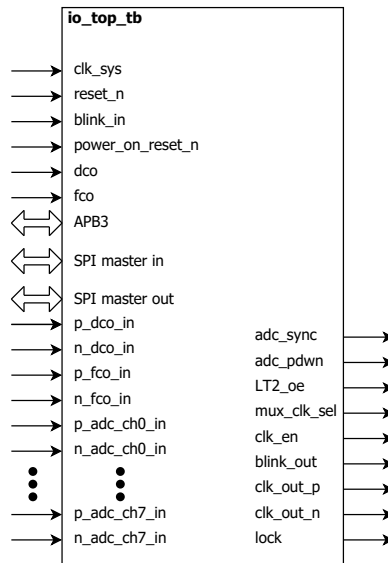 io_top_tb
clk_sys
reset_n
blink_in
power_on_reset_n
dco
fco
APB3
SPI master in
SPI master out
p_dco_in
n_dco_in
p_fco_in
n_fco_in
p_adc_ch0_in
n_adc_ch0_in
p_adc_ch7_in
n_adc_ch7_in
adc_sync
adc_pdwn
LT2_oe
mux_clk_sel
clk_en
blink_out
clk_out_p
clk_out_n
lock